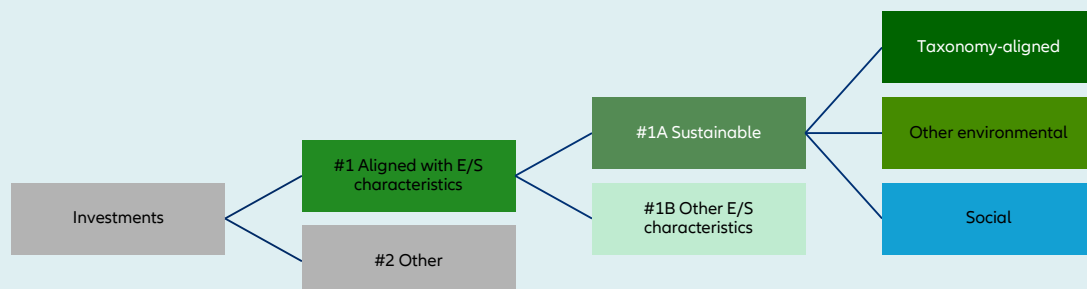 Investments
#1 Aligned with E/S
characteristics
#2 Other
#1A Sustainable
#1B Other E/S
characteristics
Taxonomy-aligned
Other environmental
Social